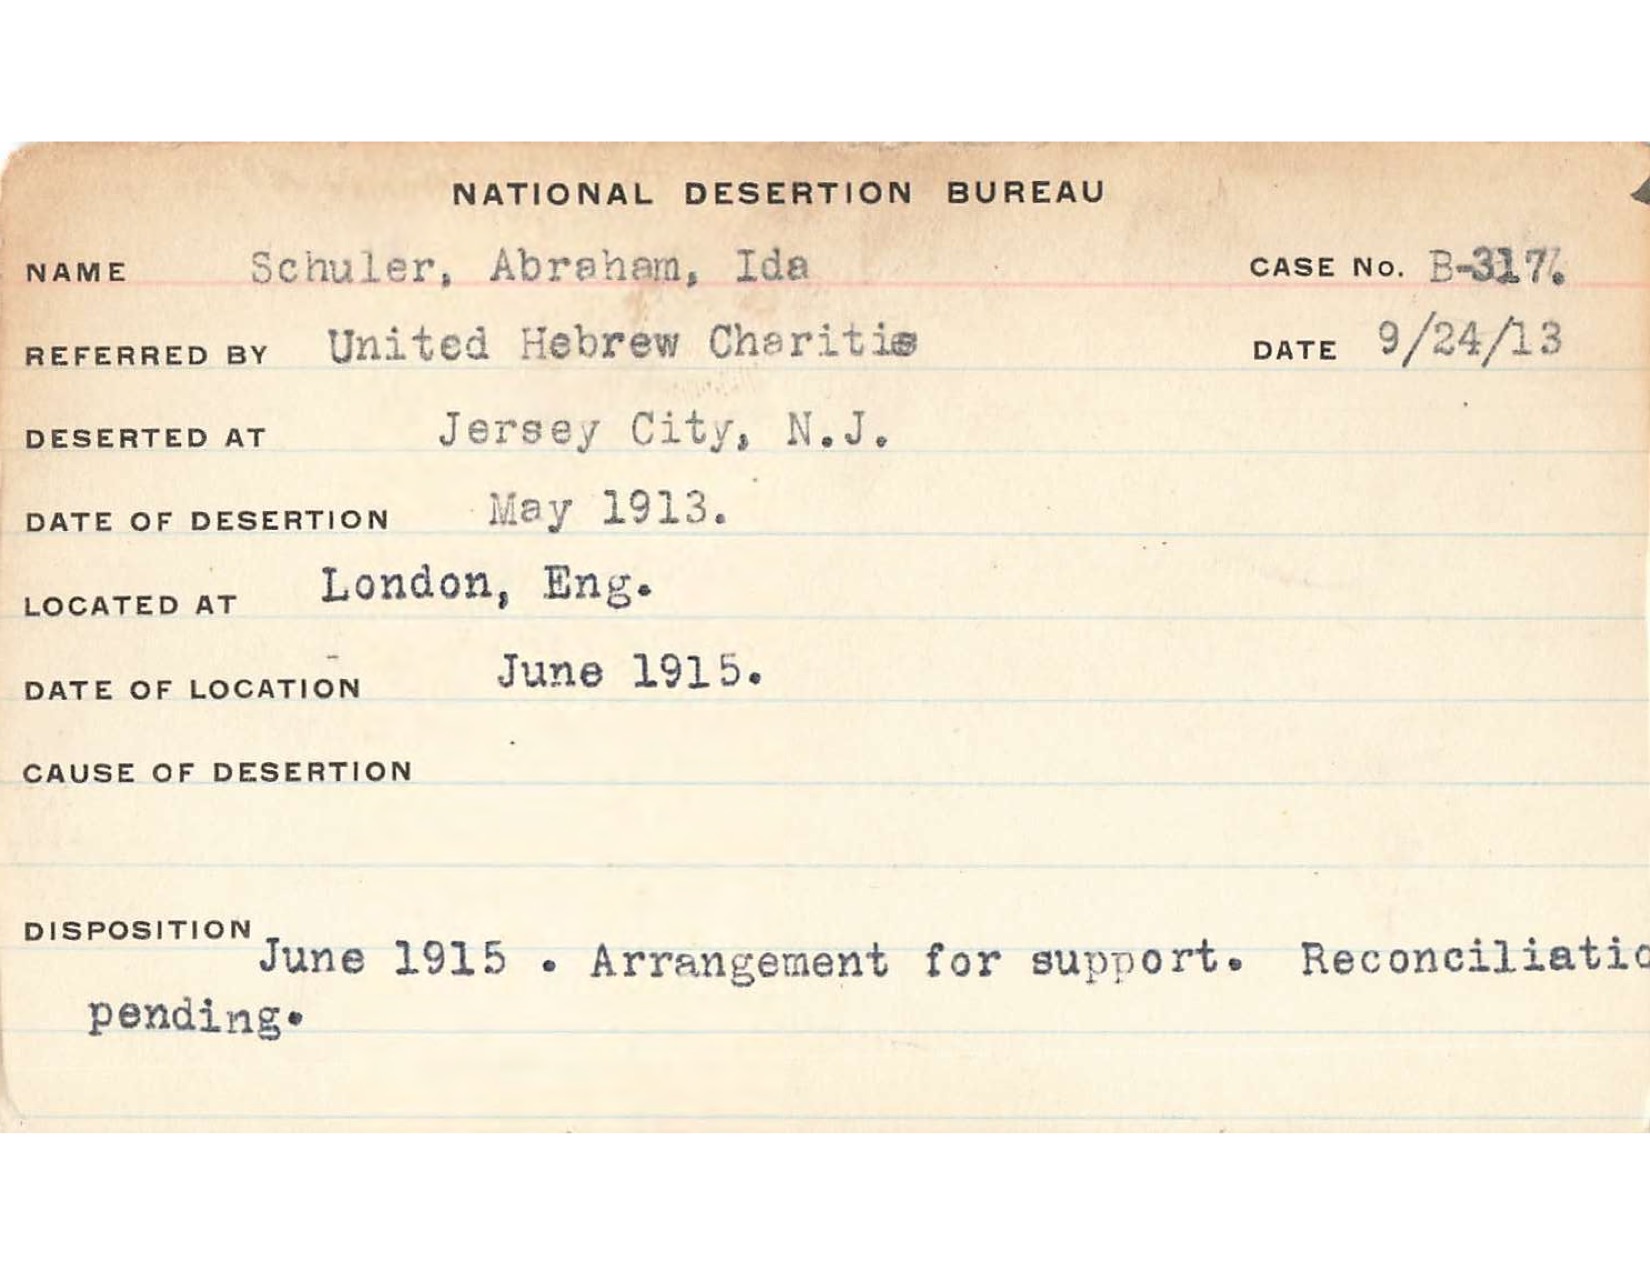 NATIONAL DESERTION BUREAU
NAME Schuler, Abraham, Ida CASE No. B-317.
REFERRED BY United Hebrew Charitis DATE 9/24/13
DESERTED AT Jersey City, N.J.
DATE OF DESERTION May 1913.
LOCATED AT London, Eng.
DATE OF LOCATION June 1915.
CAUSE OF DESERTION
DISPOSITION
June 1915 . Arrangement for support. Reconciliatio
pending.